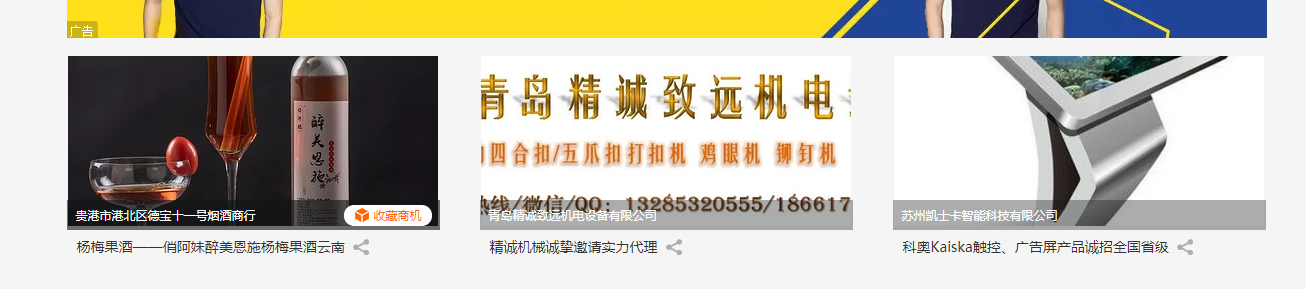 广告
醉美恩施
青岛精诚致远机电
四合扣/五爪扣打扣机 鸡眼机 铆钉机
热线/微信/QQ：13285320555/186617
贵港市港北区德宝十一号烟酒商行
收藏商机
青岛精诚致远机电设备有限公司
苏州凯士卡智能科技有限公司
杨梅果酒——俏阿妹醉美恩施杨梅果酒云南
精诚机械诚挚邀请实力代理
科奥Kaiska触控、广告屏产品诚招全国省级